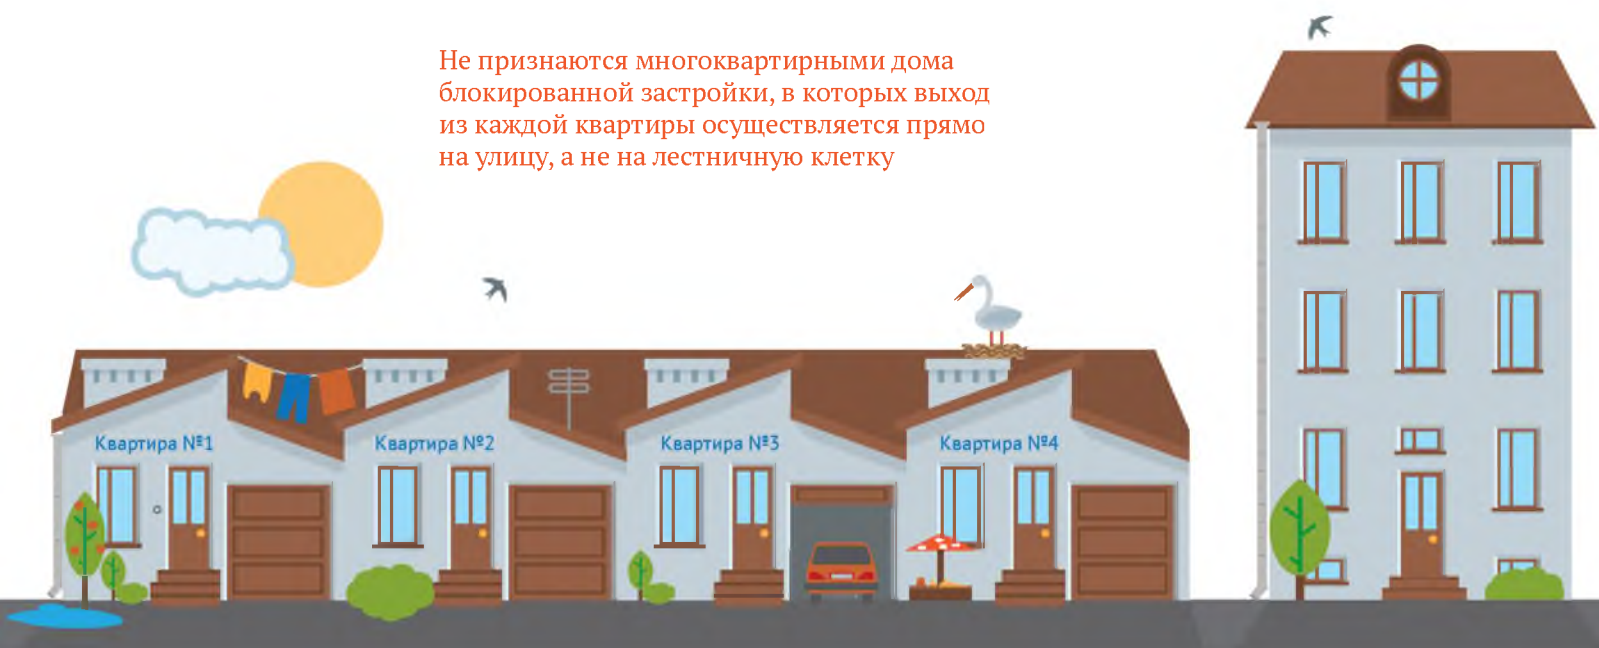 Не признаются многоквартирными дома
блокированной застройки, в которых выход
из каждой квартиры осуществляется прямо
на улицу, а не на лестничную клетку
Квартира №1
Квартира №2
Квартира №3
Квартира №4